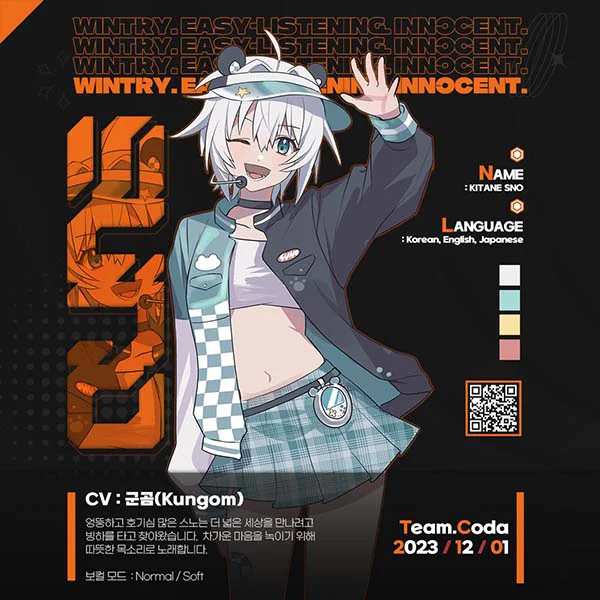 WINTRY. EASY-LISTENING. INNOCENT.
WINTRY. EASY-LISTENING. INNOCENT.
WINTRY. EASY-LISTENING. INNOCENT.
WINTRY. EASY-LISTENING. INNOCENT.
SNO
NAME
: KITANE SNO
LANGUAGE
: Korean, English, Japanese
CV : 군곰(Kungom)
엉뚱하고 호기심 많은 스노는 더 넓은 세상을 만나려고
빙하를 타고 찾아왔습니다. 차가운 마음을 녹이기 위해
따뜻한 목소리로 노래합니다.
보컬 모드 : Normal / Soft
Team.Coda
2023 / 12 / 01